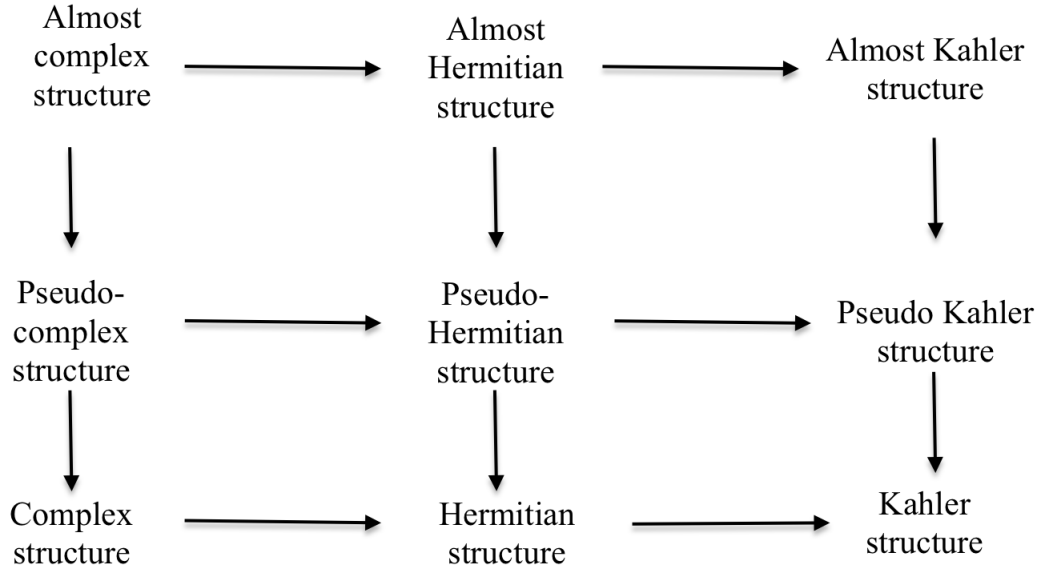 Almost
complex
structure
Almost
Hermitian
structure
Almost Kahler
structure
Pseudo-
complex
structure
Pseudo-
Hermitian
structure
Pseudo Kahler
structure
Complex
structure
Hermitian
structure
Kahler
structure